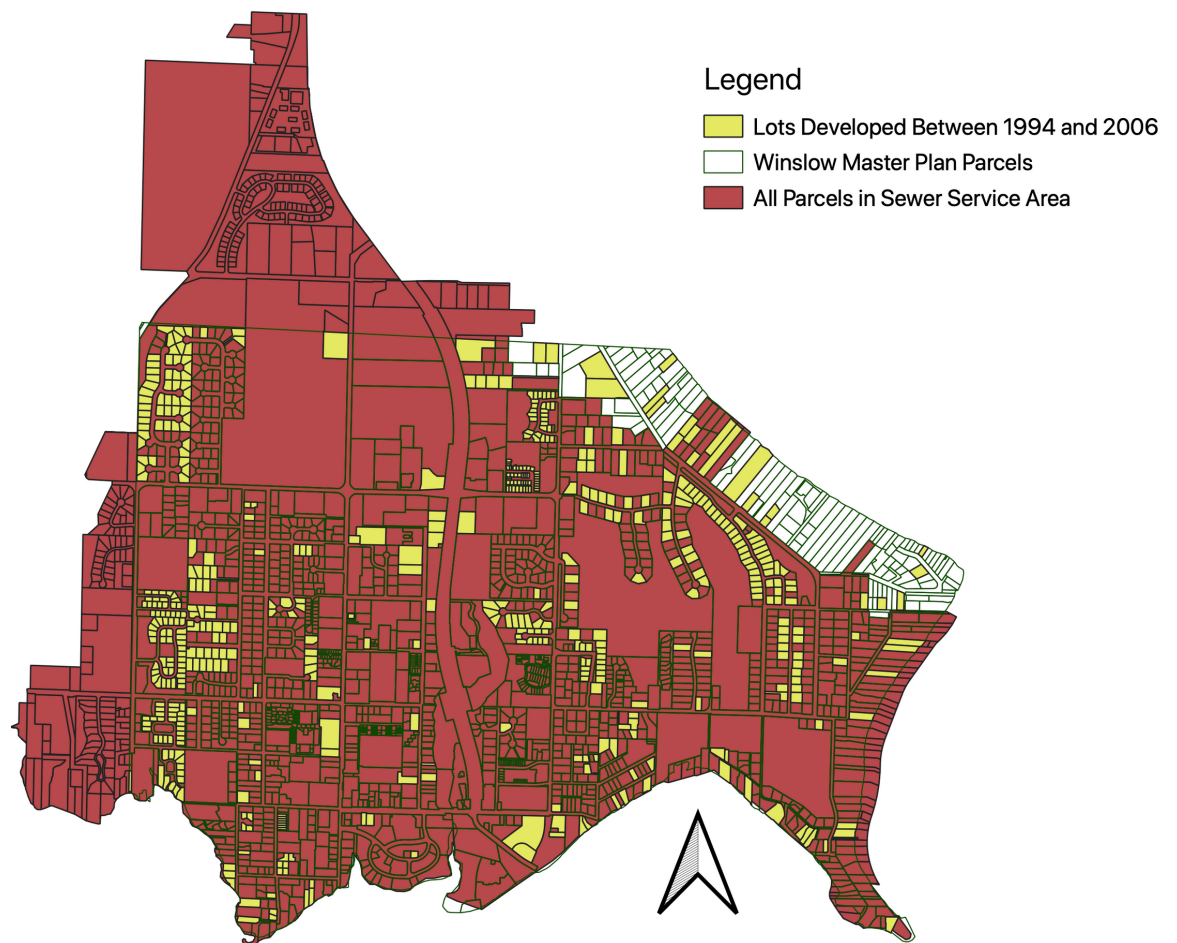 Legend
Lots Developed Between 1994 and 2006
Winslow Master Plan Parcels
All Parcels in Sewer Service Area